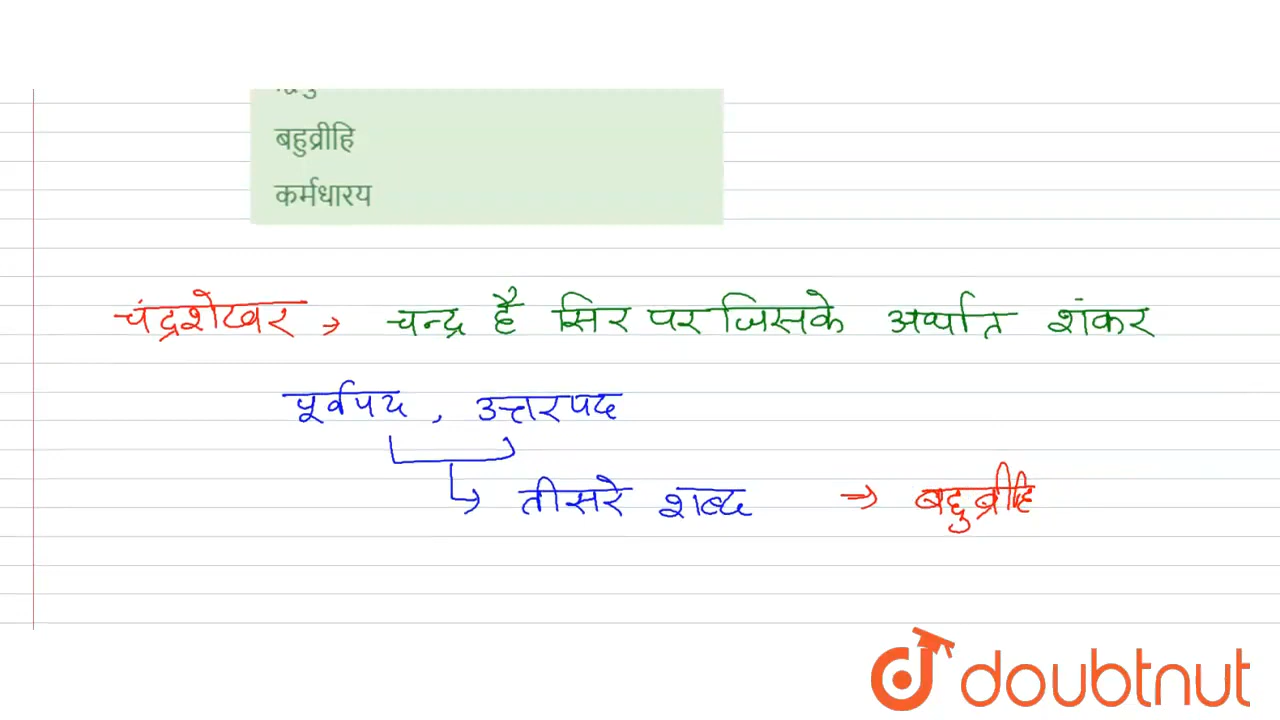 बहुव्रीहि
कर्मधारय
चंद्रशेखर → चन्द्र है सिर पर जिसके अर्थात शंकर
पूर्वपद , उत्तरपद
↳ तीसरे शब्द ⇒ बहुब्रीहि
doubtnut